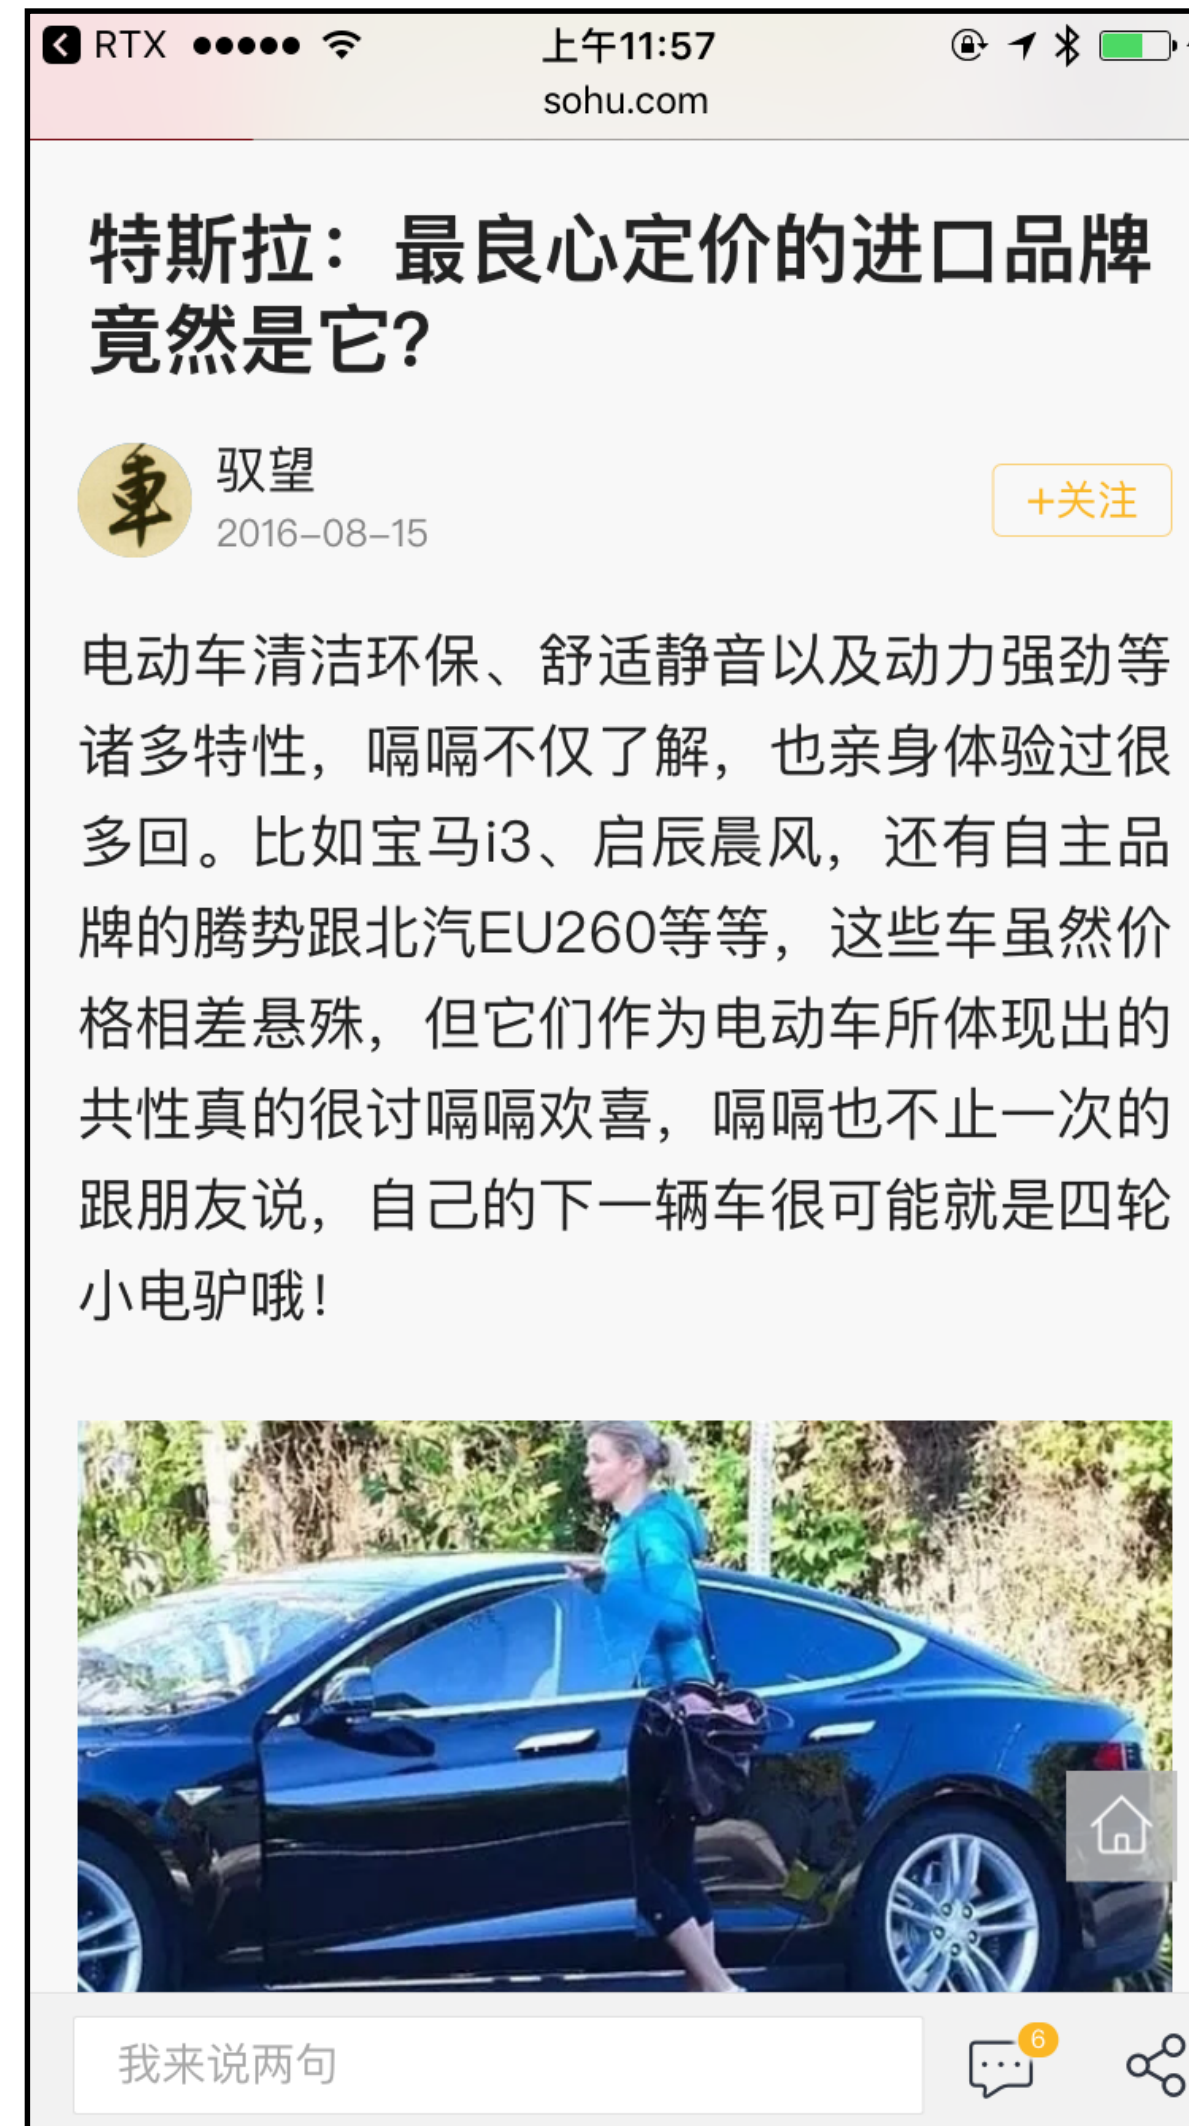 RTX
上午11:57
sohu.com
特斯拉：最良心定价的进口品牌
竟然是它？
車
驭望
2016-08-15
+关注
电动车清洁环保、舒适静音以及动力强劲等
诸多特性，嗝嗝不仅了解，也亲身体验过很
多回。比如宝马i3、启辰晨风，还有自主品
牌的腾势跟北汽EU260等等，这些车虽然价
格相差悬殊，但它们作为电动车所体现出的
共性真的很讨嗝嗝欢喜，嗝嗝也不止一次的
跟朋友说，自己的下一辆车很可能就是四轮
小电驴哦！
我来说两句
6